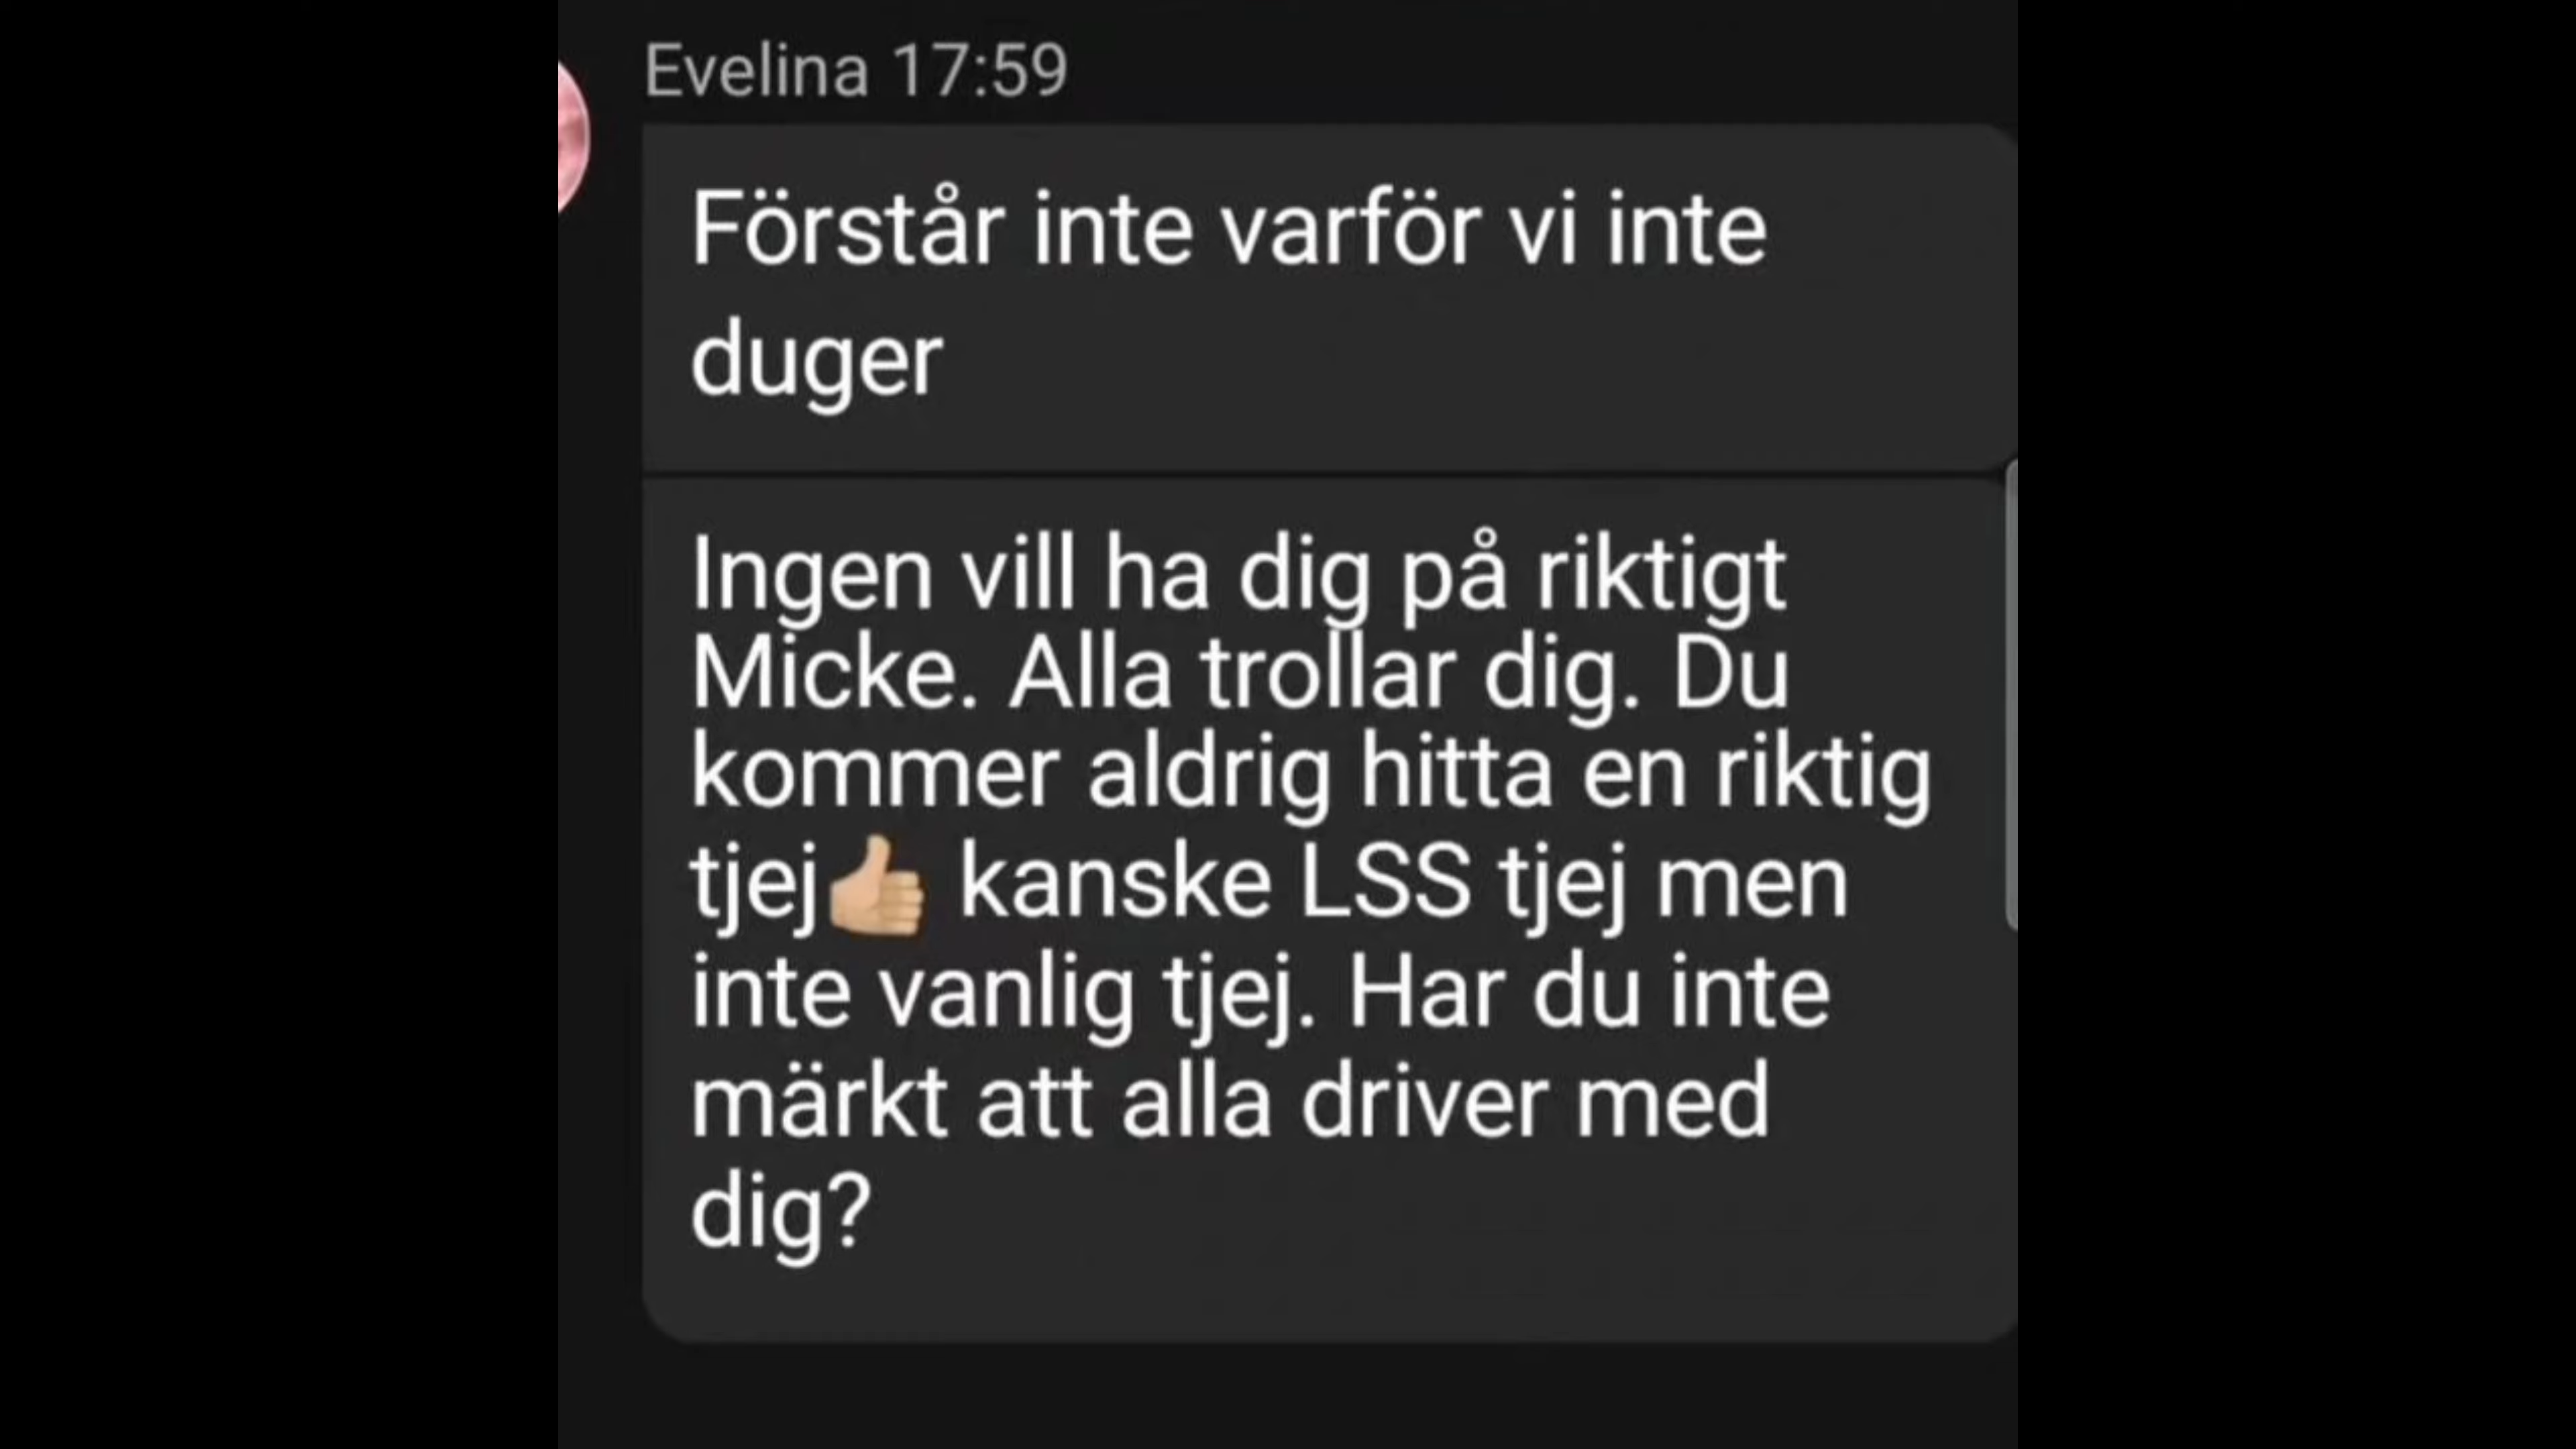 Evelina 17:59
Förstår inte varför vi inte
duger
Ingen vill ha dig på riktigt
Micke. Alla trollar dig. Du
kommer aldrig hitta en riktig
tjej👍🏼 kanske LSS tjej men
inte vanlig tjej. Har du inte
märkt att alla driver med
dig?